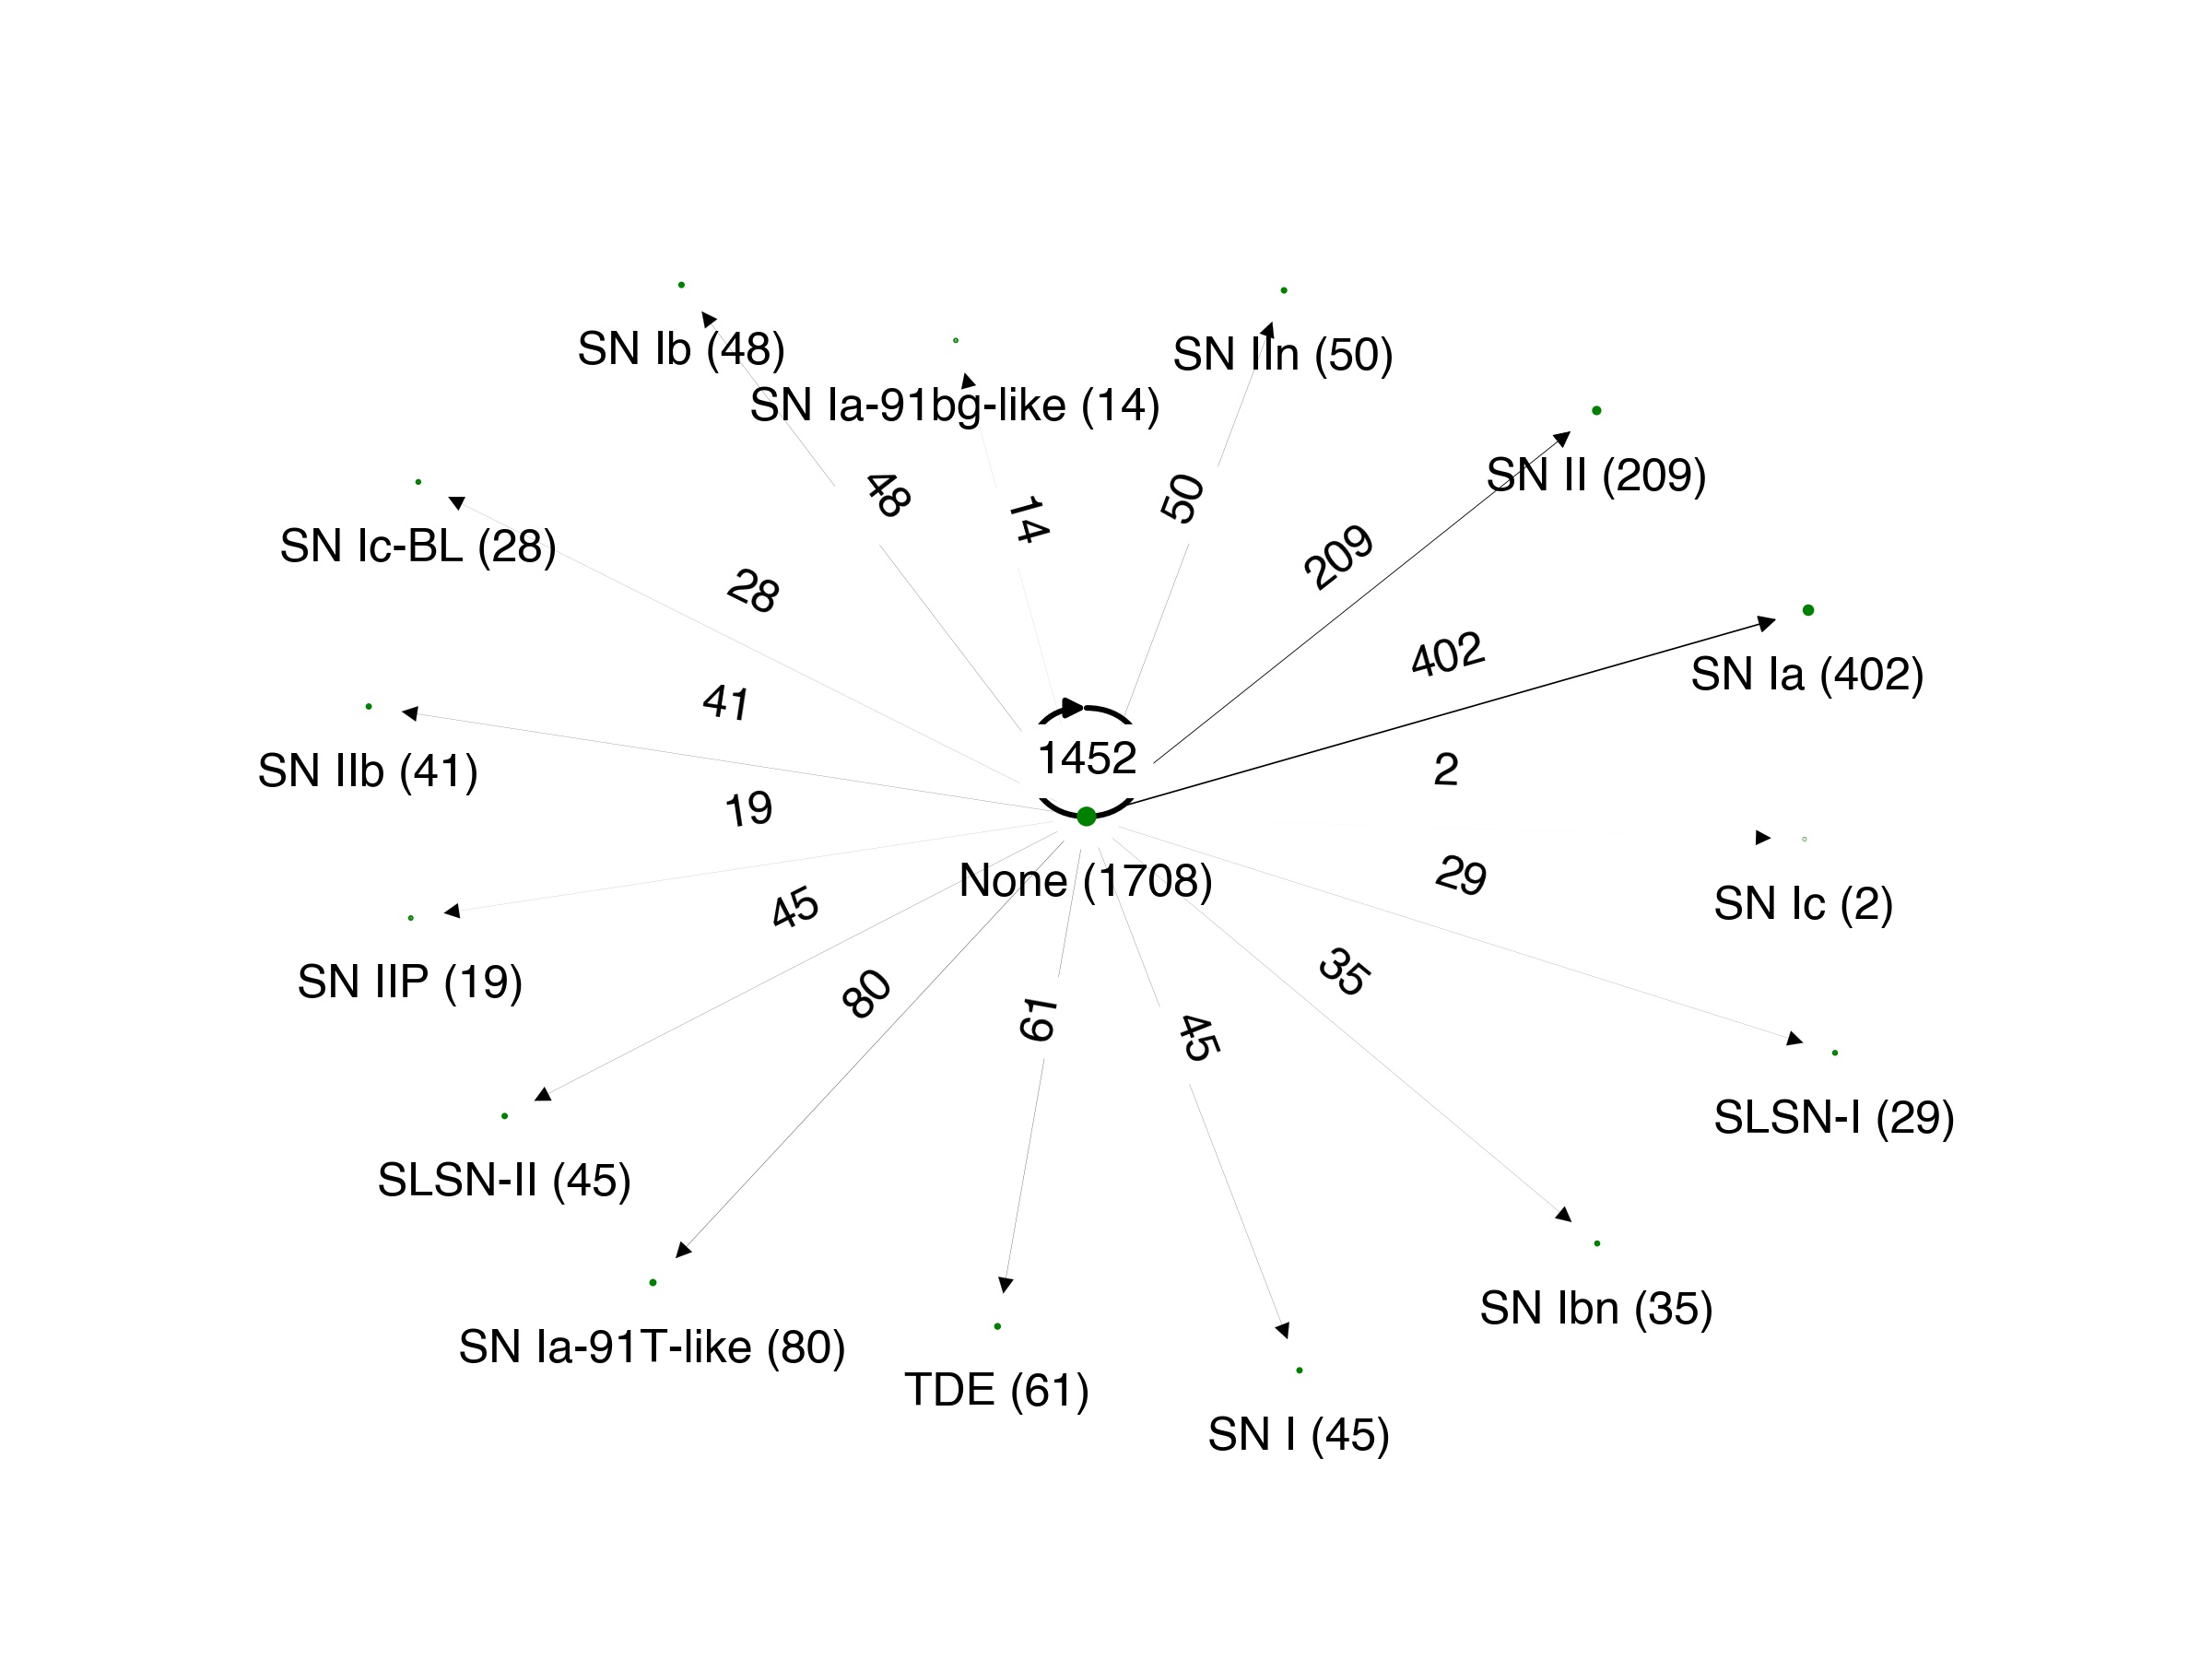 SN Ib (48)
SN IIn (50)
SN Ia-91bg-like (14)
SN II (209)
48
14
50
SN Ic-BL (28)
209
28
402
SN Ia (402)
41
1452
SN IIb (41)
2
19
None (1708)
29
SN Ic (2)
45
SN IIP (19)
80
61
45
35
SLSN-I (29)
SLSN-II (45)
SN Ibn (35)
SN Ia-91T-like (80)
TDE (61)
SN I (45)